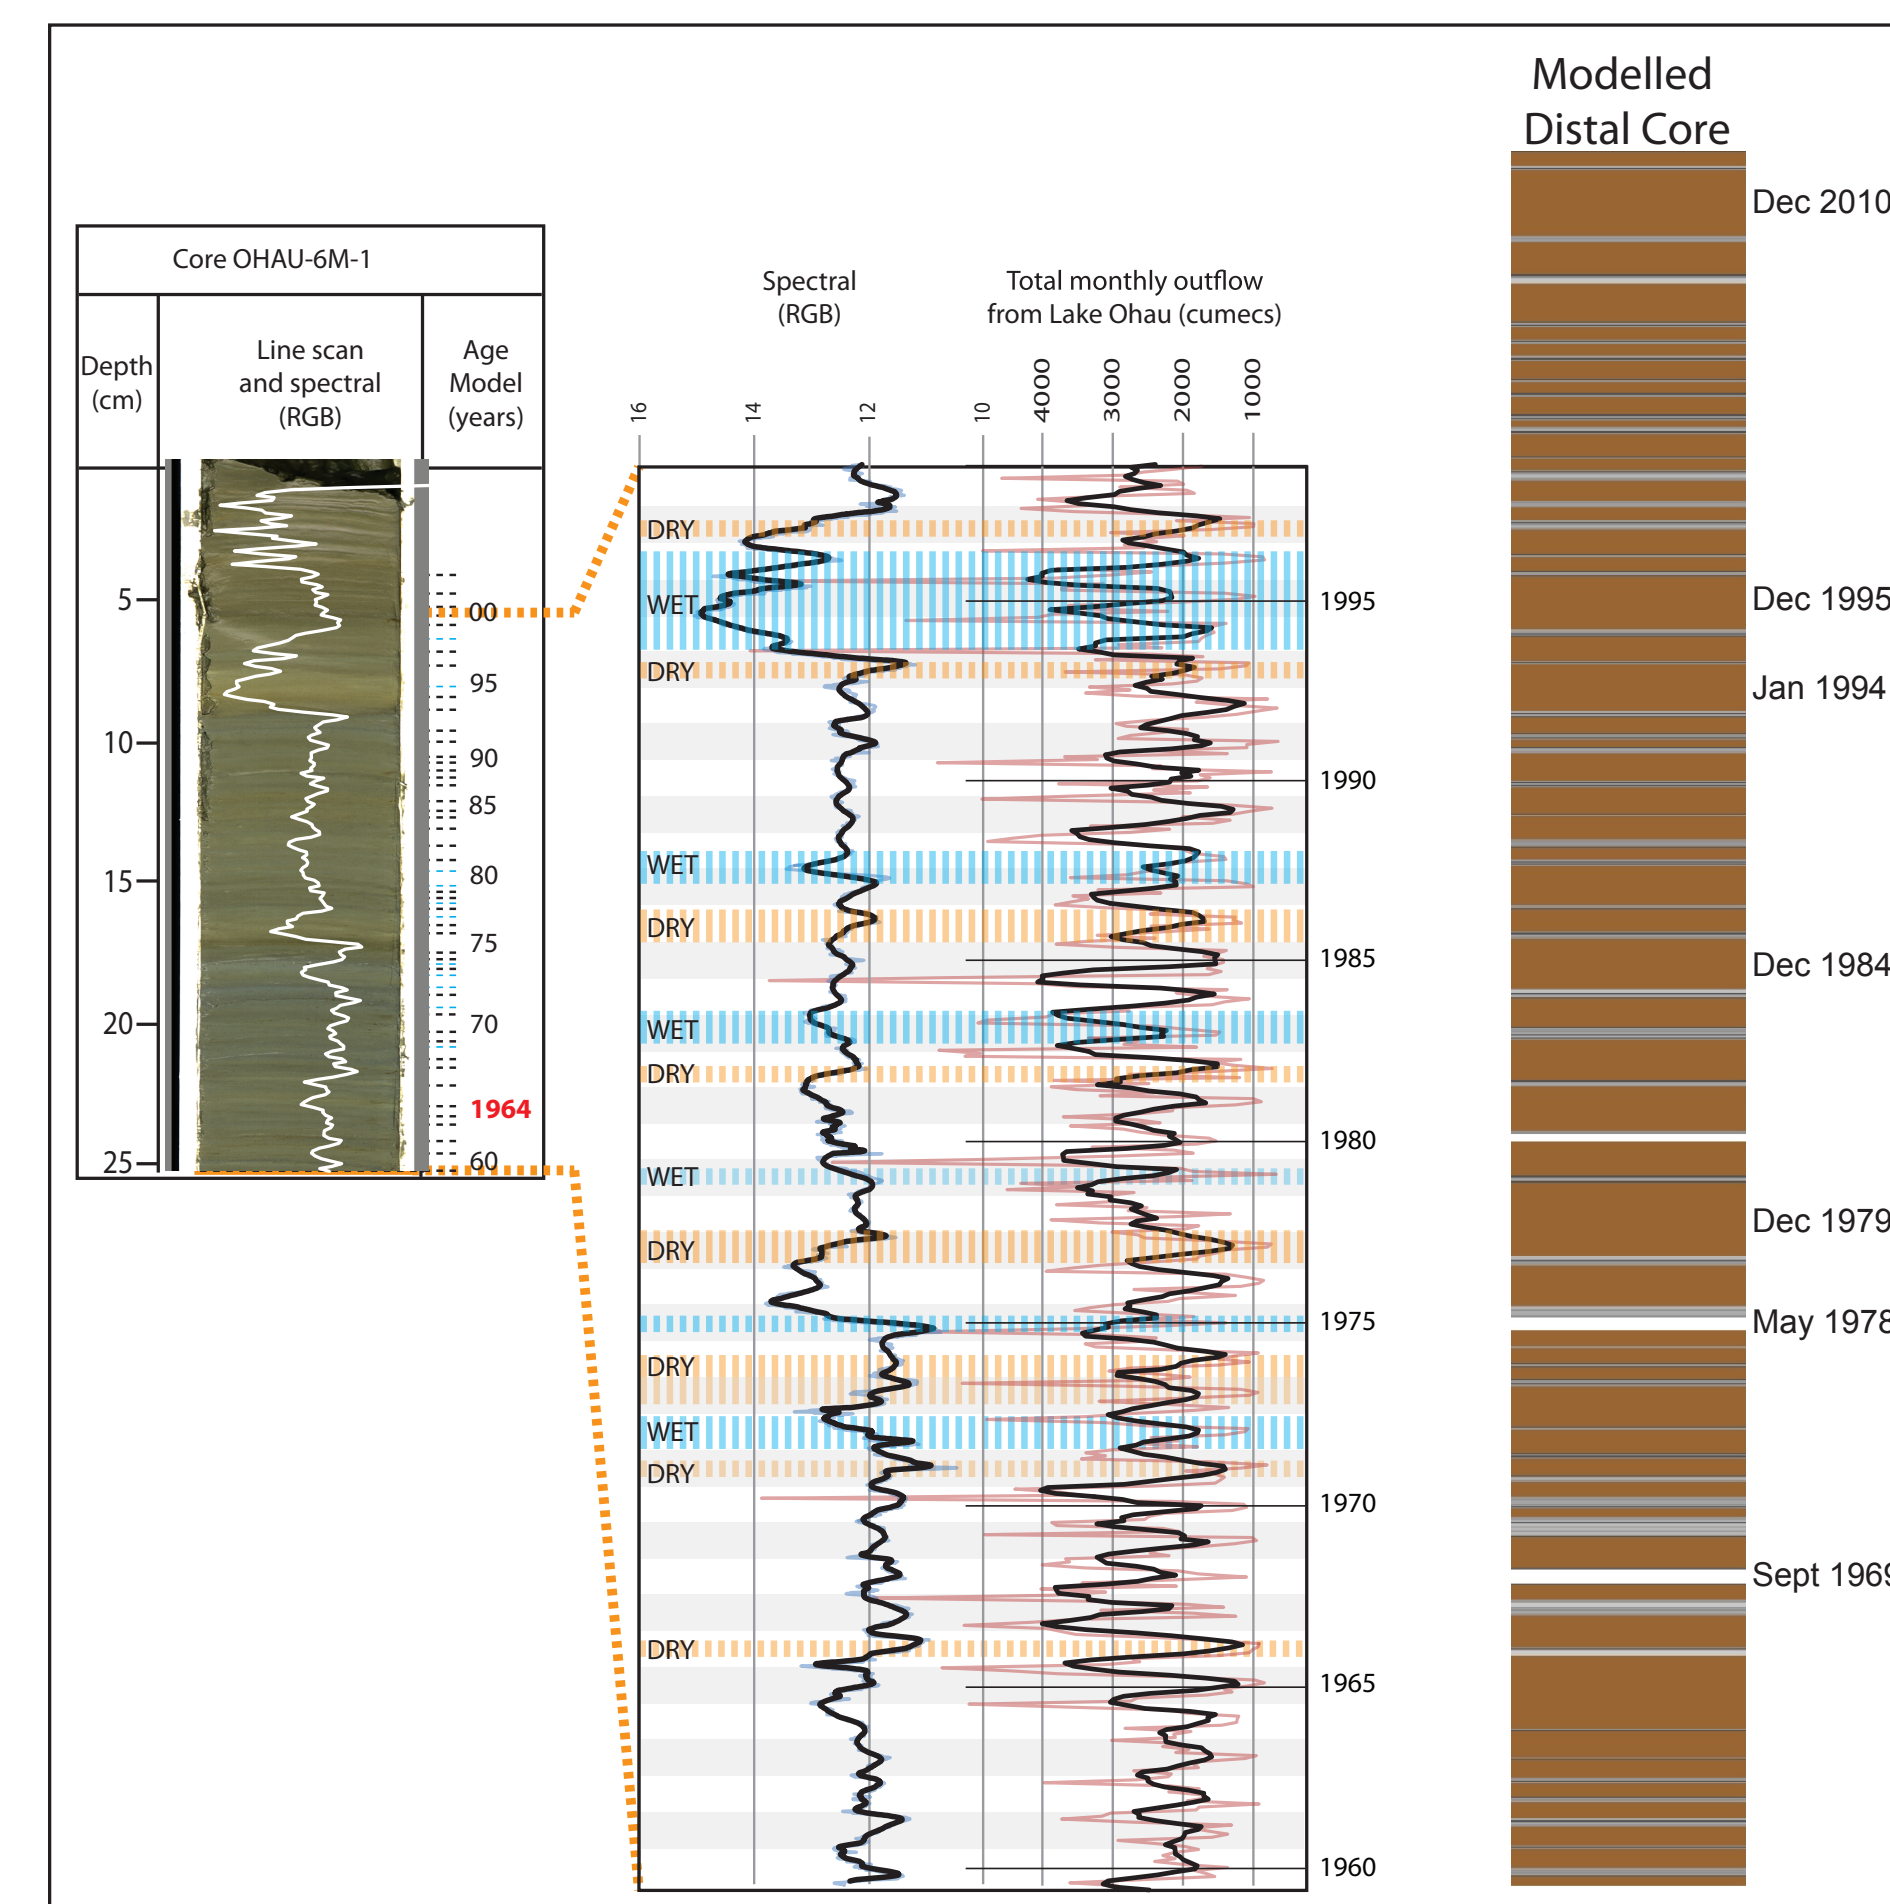 Modelled
Distal Core
Dec 2010
Dec 1995
Jan 1994
Dec 1984
Dec 1979
May 1978
Sept 1969
Core OHAU-6M-1
Depth
(cm)
Line scan
and spectral
(RGB)
Age
Model
(years)
5
10
15
20
25
00
95
90
85
80
75
70
1964
60
Spectral
(RGB)
Total monthly outflow
from Lake Ohau (cumecs)
16
14
12
10
4000
3000
2000
1000
DRY
WET
DRY
WET
DRY
WET
DRY
WET
DRY
DRY
WET
DRY
DRY
1995
1990
1985
1980
1975
1970
1965
1960